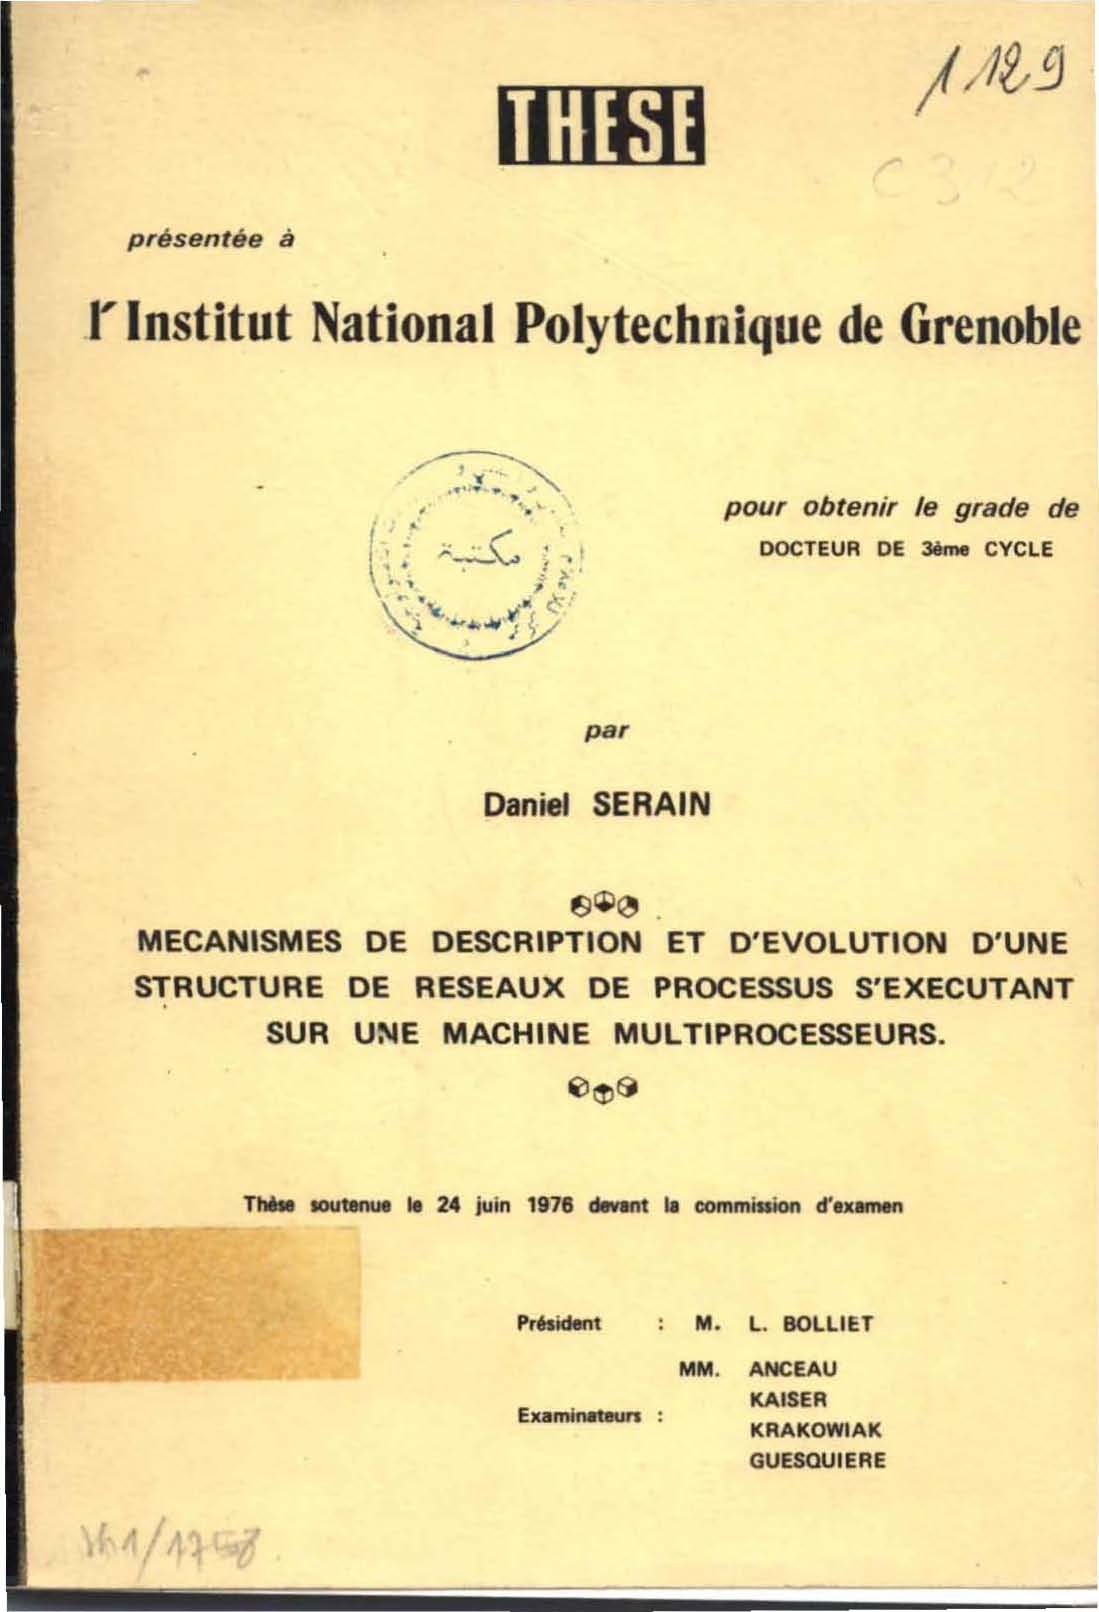 1129
THESE
présentée à
l'Institut National Polytechnique de Grenoble
مكتبة
pour obtenir le grade de
DOCTEUR DE 3ème CYCLE
par
Daniel SERAIN
MECANISMES DE DESCRIPTION ET D'EVOLUTION D'UNE
STRUCTURE DE RESEAUX DE PROCESSUS S'EXECUTANT
SUR UNE MACHINE MULTIPROCESSEURS.
Thèse soutenue le 24 juin 1976 devant la commission d'examen
Président : M. L. BOLLIET
MM. ANCEAU
KAISER
Examinateurs :
KRAKOWIAK
GUESQUIERE